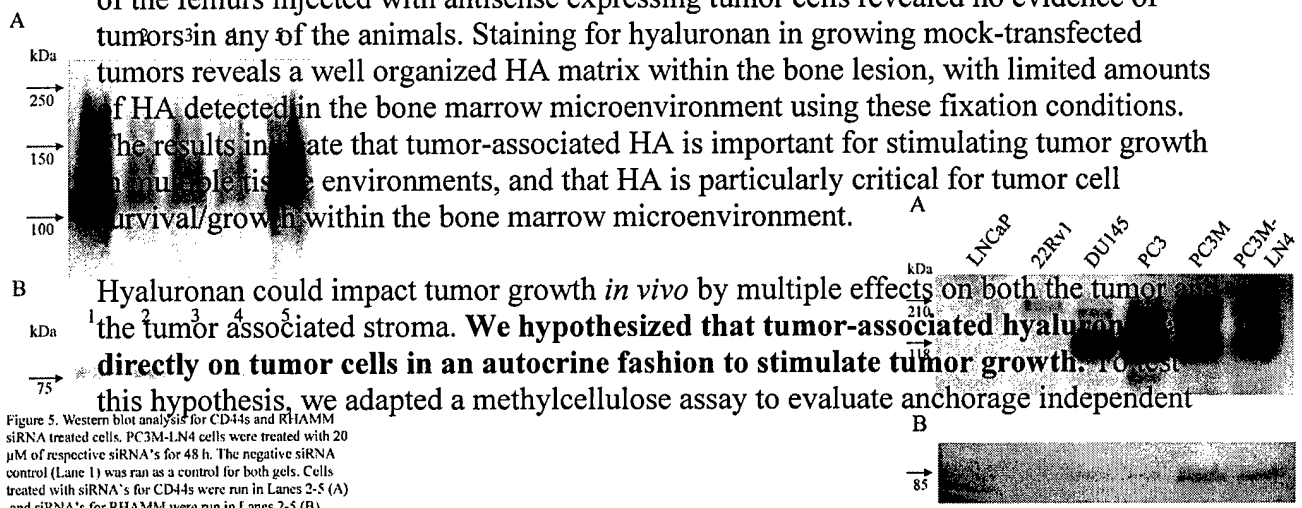 of the femurs injected with antisense expressing tumor cells revealed no evidence of
tumors in any of the animals. Staining for hyaluronan in growing mock-transfected
tumors reveals a well organized HA matrix within the bone lesion, with limited amounts
of HA detected in the bone marrow microenvironment using these fixation conditions.
The results indicate that tumor-associated HA is important for stimulating tumor growth
in multiple tissue environments, and that HA is particularly critical for tumor cell
survival/growth within the bone marrow microenvironment.
Hyaluronan could impact tumor growth in vivo by multiple effects on both the tumor
the tumor associated stroma. We hypothesized that tumor-associated
directly on tumor cells in an autocrine fashion to stimulate tumor growth. To test
this hypothesis, we adapted a methylcellulose assay to evaluate anchorage independent
A
kDa
3
250
150
100
B
1 2 3 4 5
kDa
75
Figure 5. Western blot analysis for CD44s and RHAMM
siRNA treated cells. PC3M-LN4 cells were treated with 20
µM of respective siRNA's for 48 h. The negative siRNA
control (Lane 1) was ran as a control for both gels. Cells
treated with siRNA's for CD44s were run in Lanes 2-5 (A)
and siRNA's for RHAMM were run in Lanes 2-5 (B)
A
LNCaP 22Rv1 DU145 PC3 PC3M PC3M-LN4
kDa
210
118
B
85